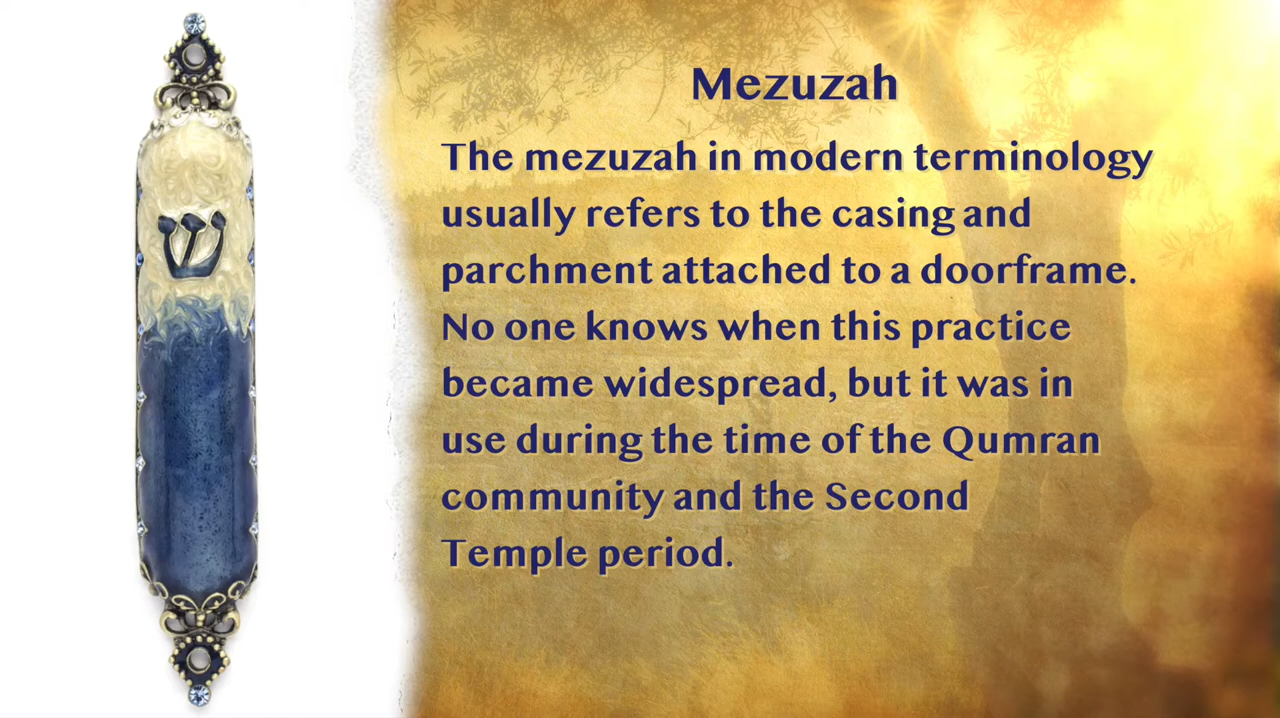 ש
Mezuzah
The mezuzah in modern terminology
usually refers to the casing and
parchment attached to a doorframe.
No one knows when this practice
became widespread, but it was in
use during the time of the Qumran
community and the Second
Temple period.